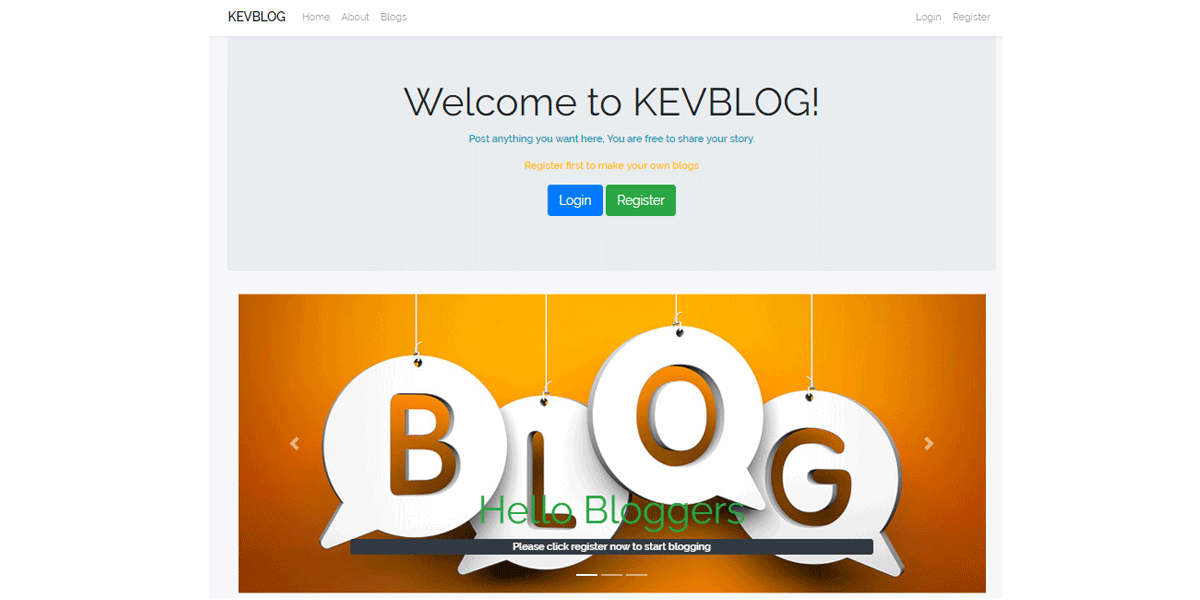 KEVBLOG Home About Blogs Login Register
Welcome to KEVBLOG!
Post anything you want here, You are free to share your story.
Register first to make your own blogs
Login Register
BLOG
Hello Bloggers
Please click register now to start blogging